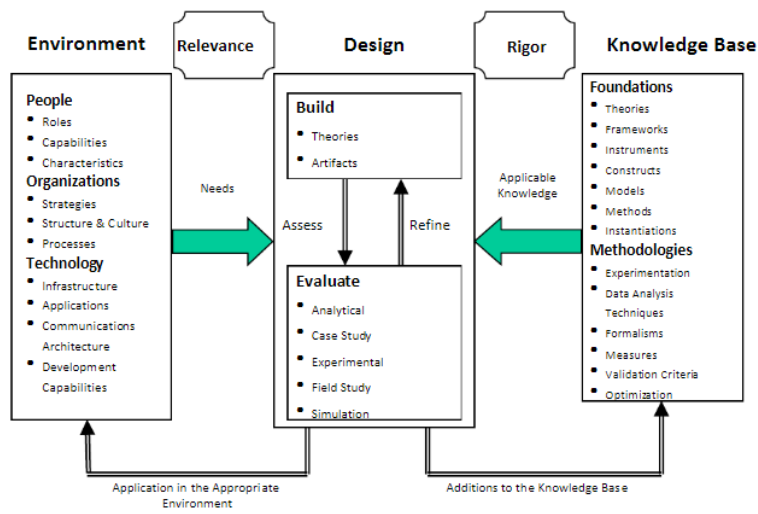 Environment
Relevance
Design
Rigor
Knowledge Base
People
Roles
Capabilities
Characteristics
Organizations
Strategies
Structure & Culture
Processes
Technology
Infrastructure
Applications
Communications
Architecture
Development
Capabilities
Needs
Build
Theories
Artifacts
Assess
Refine
Evaluate
Analytical
Case Study
Experimental
Field Study
Simulation
Applicable
Knowledge
Foundations
Theories
Frameworks
Instruments
Constructs
Models
Methods
Instantiations
Methodologies
Experimentation
Data Analysis
Techniques
Formalisms
Measures
Validation Criteria
Optimization
Application in the Appropriate
Environment
Additions to the Knowledge Base